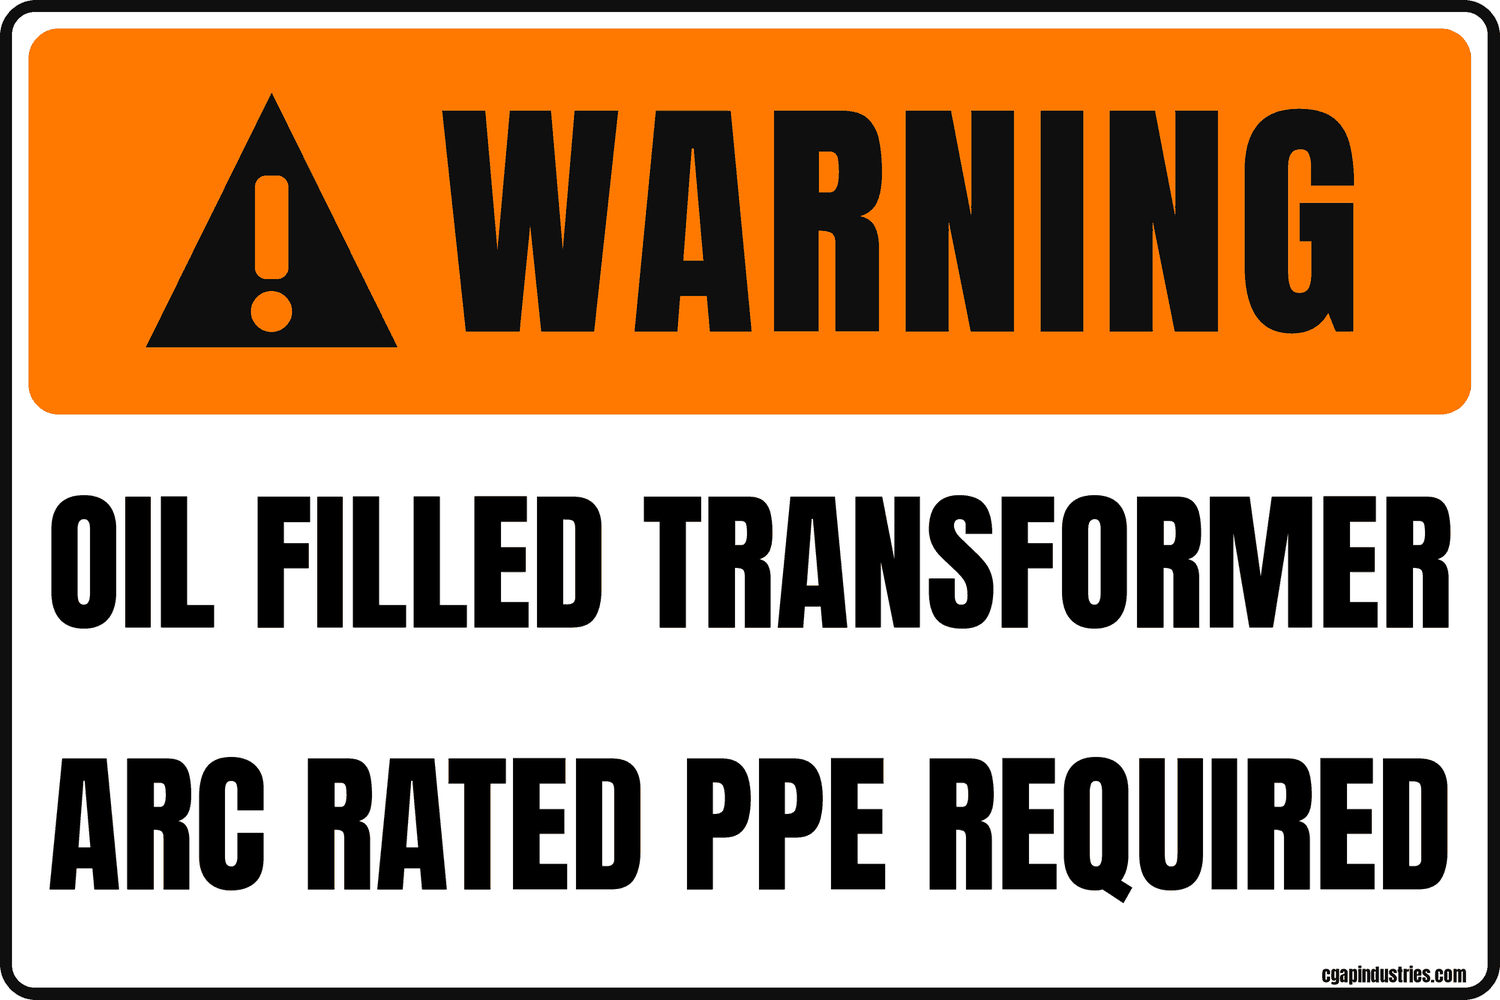 WARNING
OIL FILLED TRANSFORMER
ARC RATED PPE REQUIRED
cgapindustries.com